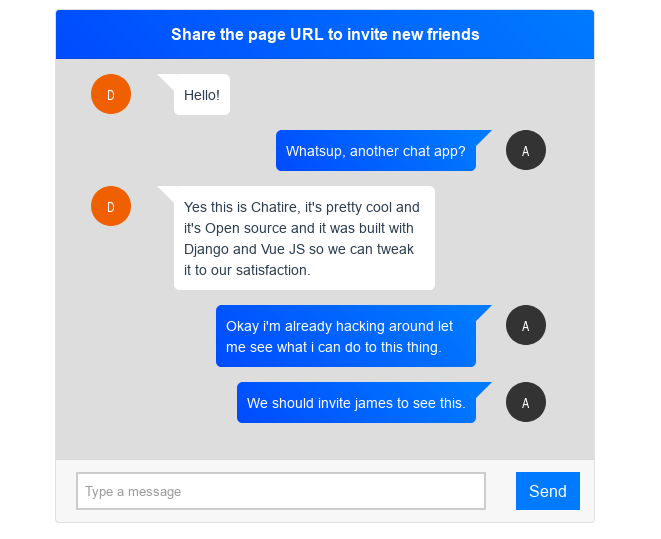 Share the page URL to invite new friends
D
Hello!
Whatsup, another chat app?
A
D
Yes this is Chatire, it's pretty cool and
it's Open source and it was built with
Django and Vue JS so we can tweak
it to our satisfaction.
Okay i'm already hacking around let
me see what i can do to this thing.
A
We should invite james to see this.
A
Type a message
Send